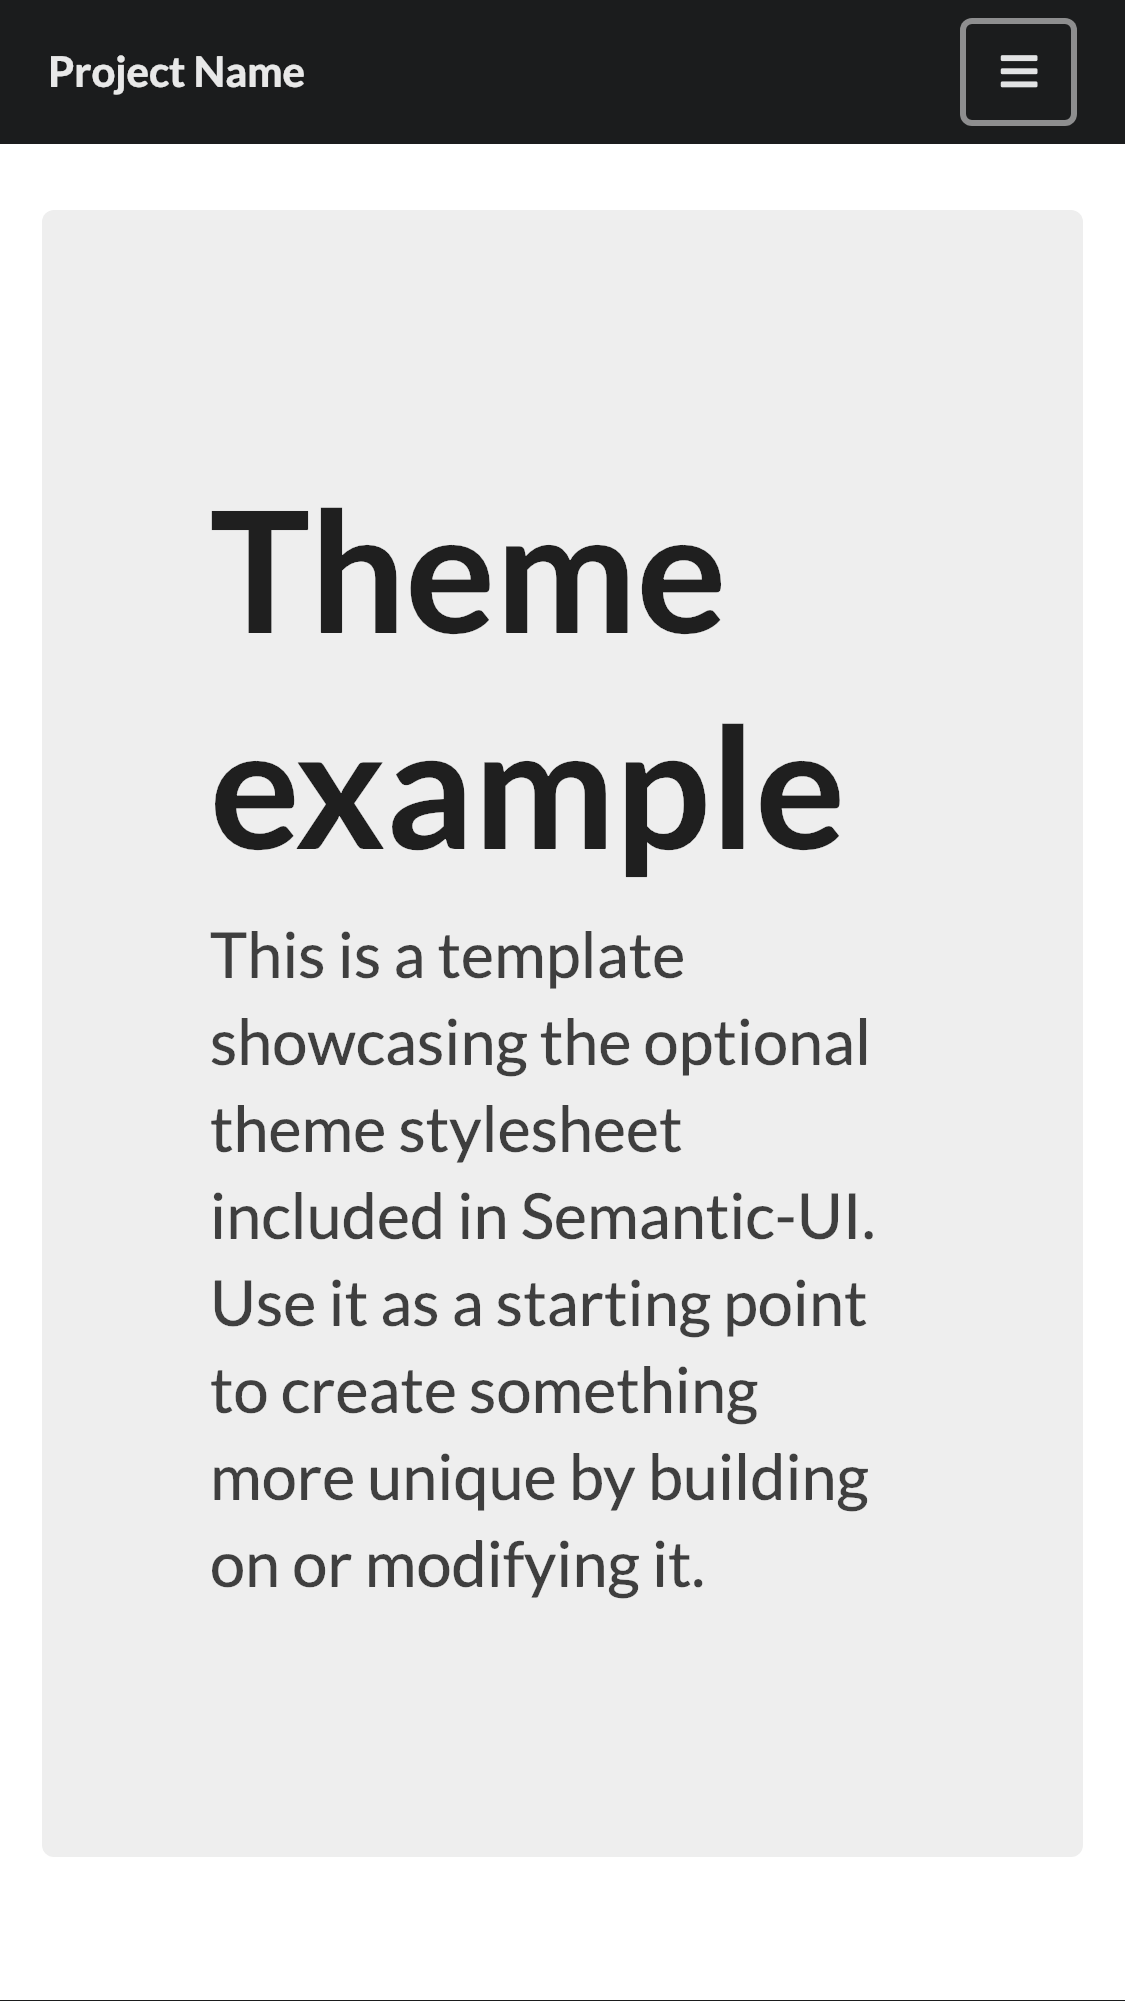 Project Name
Theme
example
This is a template
showcasing the optional
theme stylesheet
included in Semantic-UI.
Use it as a starting point
to create something
more unique by building
on or modifying it.